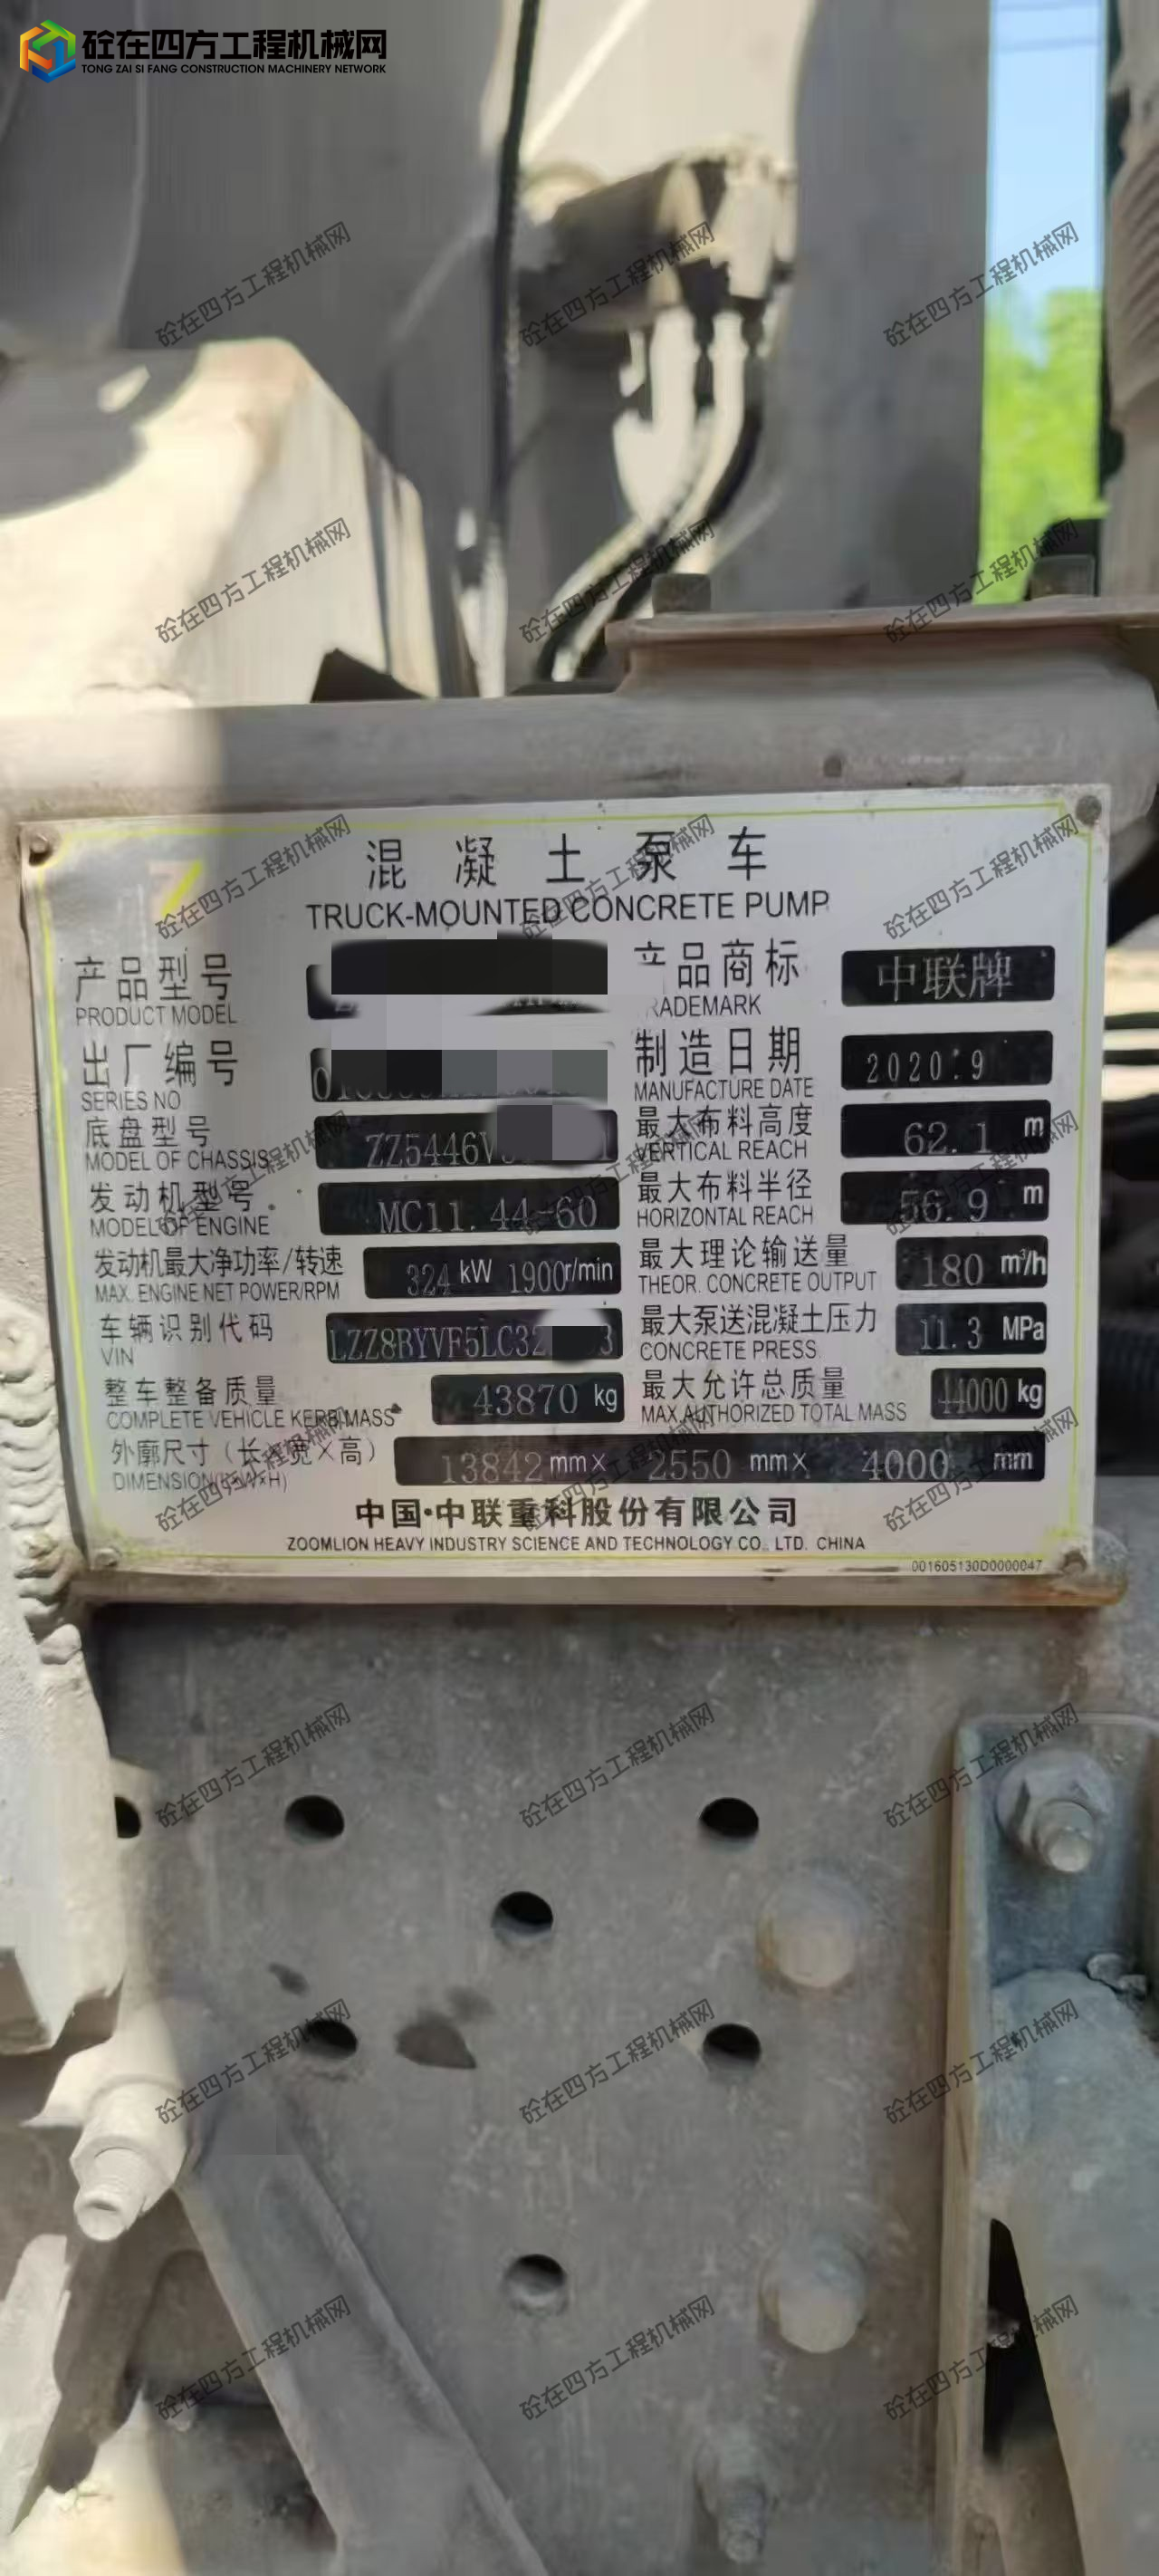 砼在四方工程机械网
TONG ZAI SI FANG CONSTRUCTION MACHINERY NETWORK
混凝土泵车
TRUCK-MOUNTED CONCRETE PUMP
产品型号
PRODUCT MODEL
产品商标 中联牌
RADEMARK
出厂编号
SERIES NO
制造日期 2020.9
MANUFACTURE DATE
底盘型号 ZZ5446V
MODEL OF CHASSIS
最大布料高度 62.1 m
VERTICAL REACH
发动机型号 MC11.44-60
MODEL OF ENGINE
最大布料半径 56.9 m
HORIZONTAL REACH
发动机最大净功率/转速 324 kW 1900r/min
MAX. ENGINE NET POWER/RPM
最大理论输送量 180 m³/h
THEOR. CONCRETE OUTPUT
车辆识别代码 LZZ8BYVF5LC32 3
VIN
最大泵送混凝土压力 11.3 MPa
CONCRETE PRESS.
整车整备质量 43870 kg
COMPLETE VEHICLE KERB MASS
最大允许总质量 44000 kg
MAX.AUTHORIZED TOTAL MASS
外廓尺寸（长×宽×高） 13842mm× 2550 mm× 4000 mm
DIMENSION(L×W×H)
中国·中联重科股份有限公司
ZOOMLION HEAVY INDUSTRY SCIENCE AND TECHNOLOGY CO., LTD. CHINA
001605130D0000047